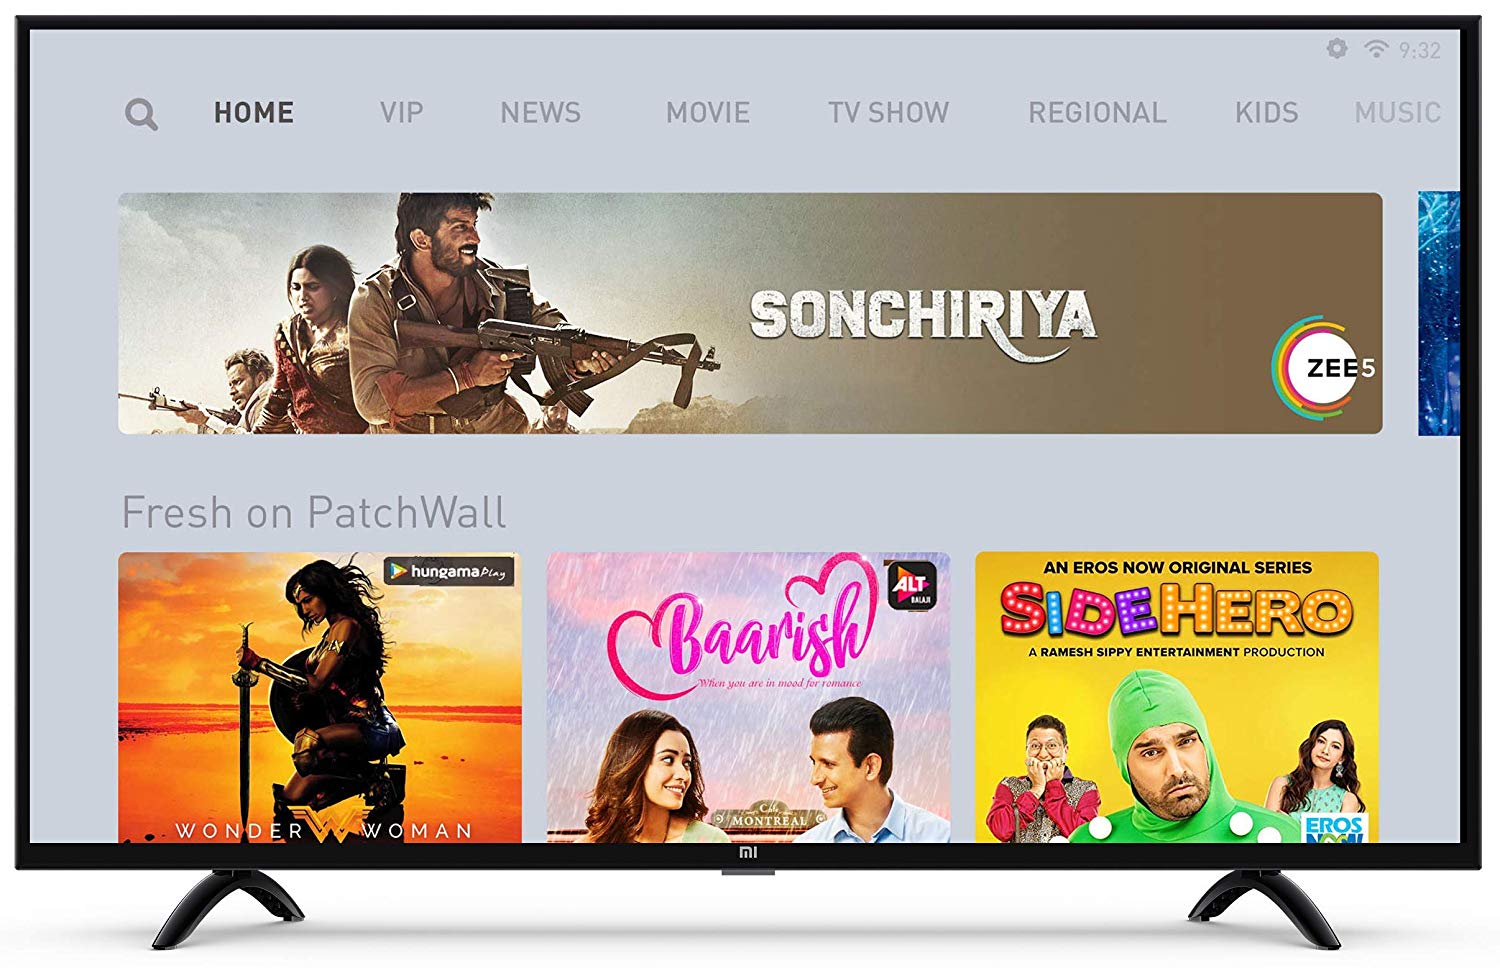 9:32
HOME VIP NEWS MOVIE TV SHOW REGIONAL KIDS MUSIC
SONCHIRIYA
ZEE5
Fresh on PatchWall
hungama play
WONDER WOMAN
ALT
BALAJI
Baarish
When you are in mood for romance
Cafe
MONTREAL
AN EROS NOW ORIGINAL SERIES
SIDEHERO
A RAMESH SIPPY ENTERTAINMENT PRODUCTION
EROS
NOW
mi